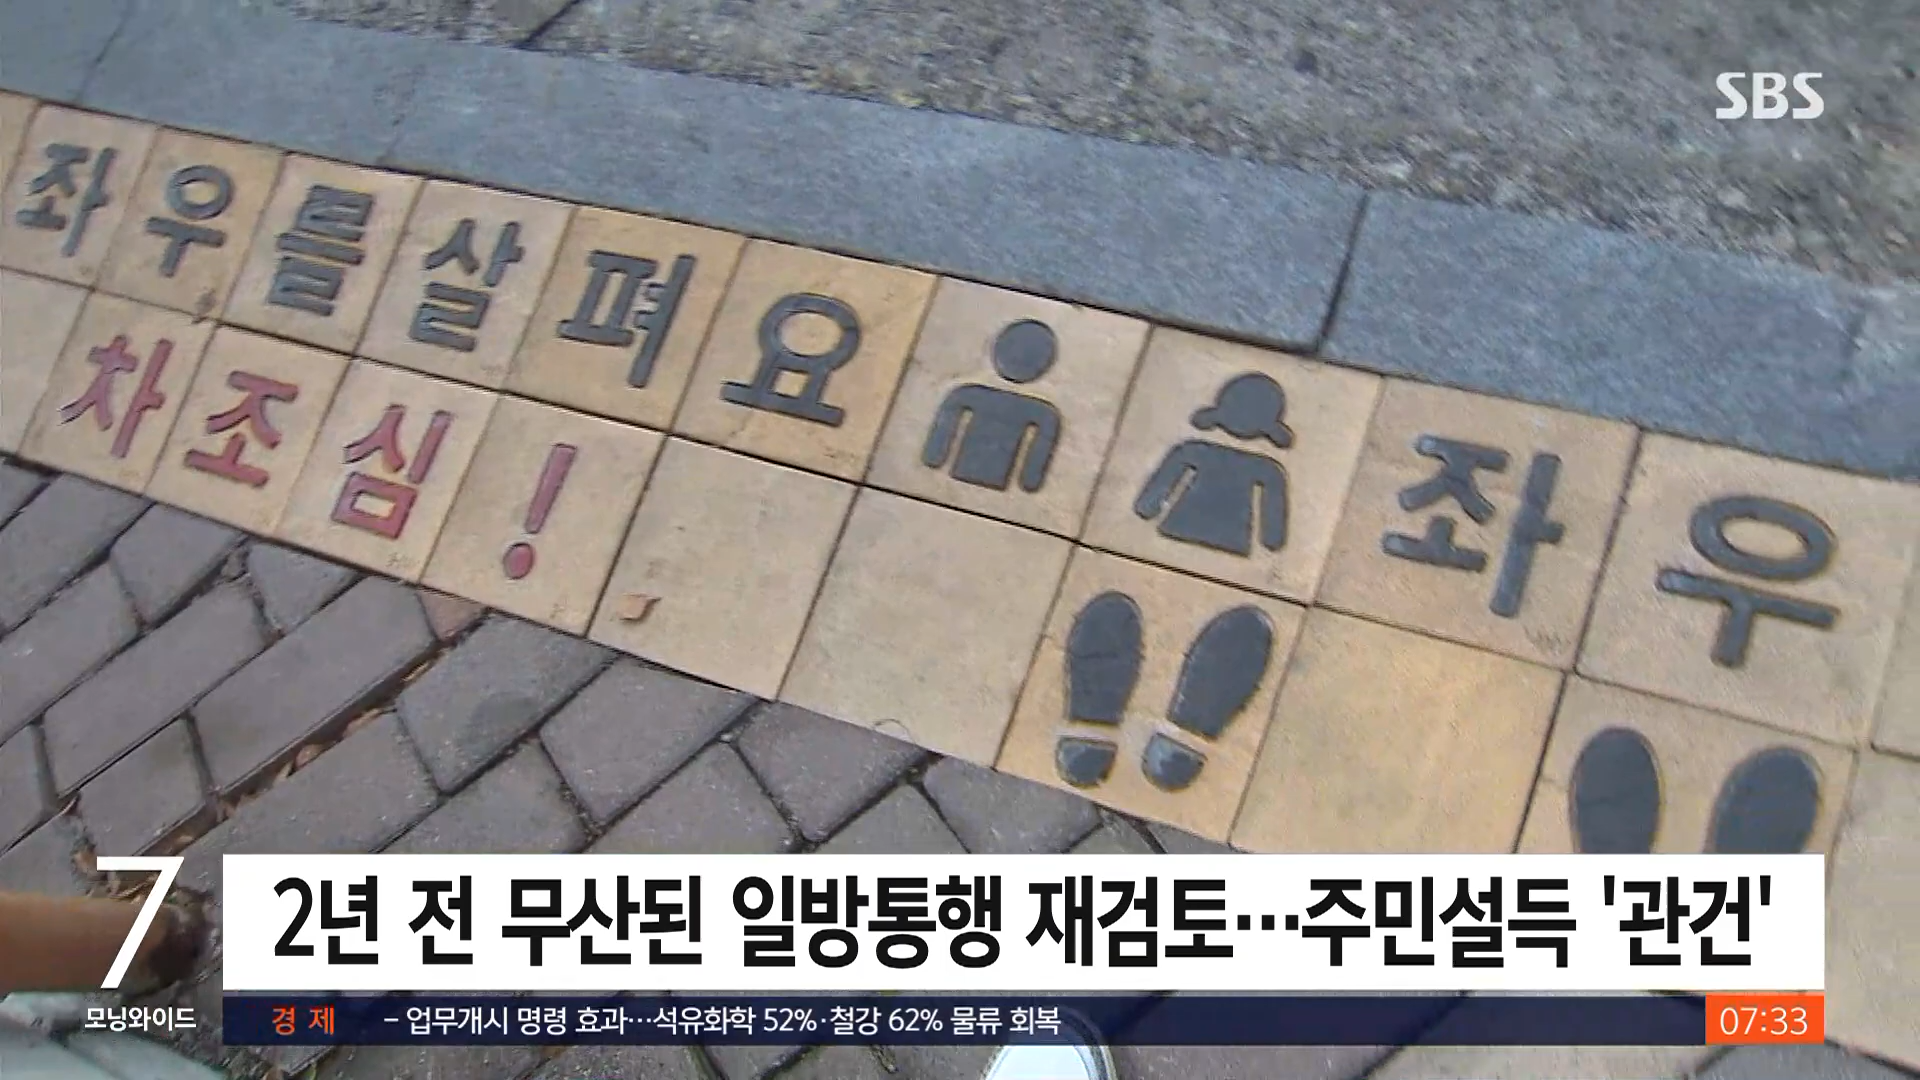 SBS
좌우를살펴요 좌우
차조심!
7
2년 전 무산된 일방통행 재검토…주민설득 '관건'
모닝와이드
경 제 – 업무개시 명령 효과…석유화학 52%·철강 62% 물류 회복
07:33